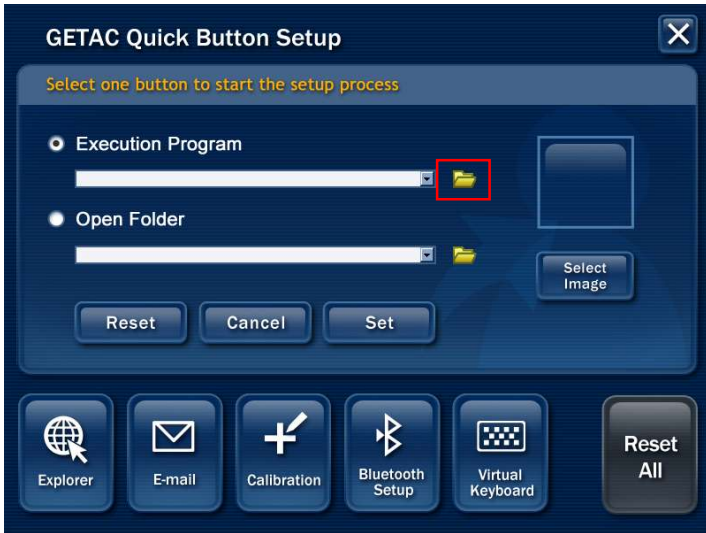 GETAC Quick Button Setup
Select one button to start the setup process
Execution Program
Open Folder
Select
Image
Reset
Cancel
Set
Explorer
E-mail
Calibration
Bluetooth
Setup
Virtual
Keyboard
Reset
All